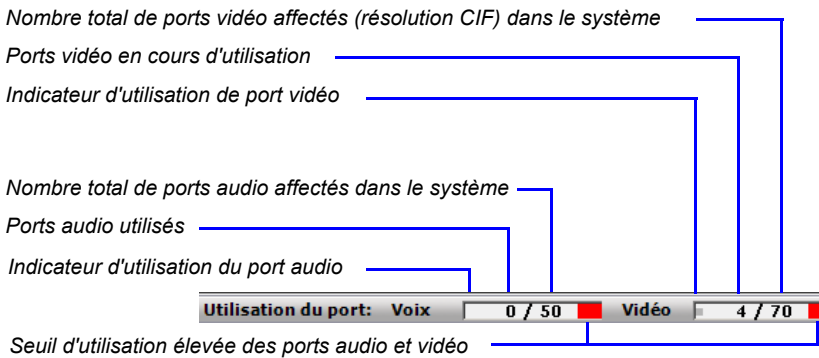 Nombre total de ports vidéo affectés (résolution CIF) dans le système
Ports vidéo en cours d'utilisation
Indicateur d'utilisation de port vidéo
Nombre total de ports audio affectés dans le système
Ports audio utilisés
Indicateur d'utilisation du port audio
Utilisation du port: Voix 0 / 50 Vidéo 4 / 70
Seuil d'utilisation élevée des ports audio et vidéo